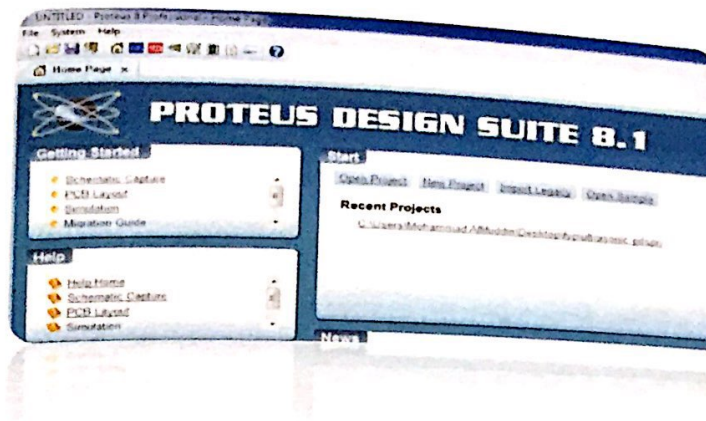 UNTITLED - Proteus 8 Professional - Home Page
File System Help
Home Page
PROTEUS DESIGN SUITE 8.1
Getting Started
Schematic Capture
PCB Layout
Simulation
Migration Guide
Help
Help Home
Schematic Capture
PCB Layout
Simulation
Start
Open Project New Project Import Legacy Open Sample
Recent Projects
News